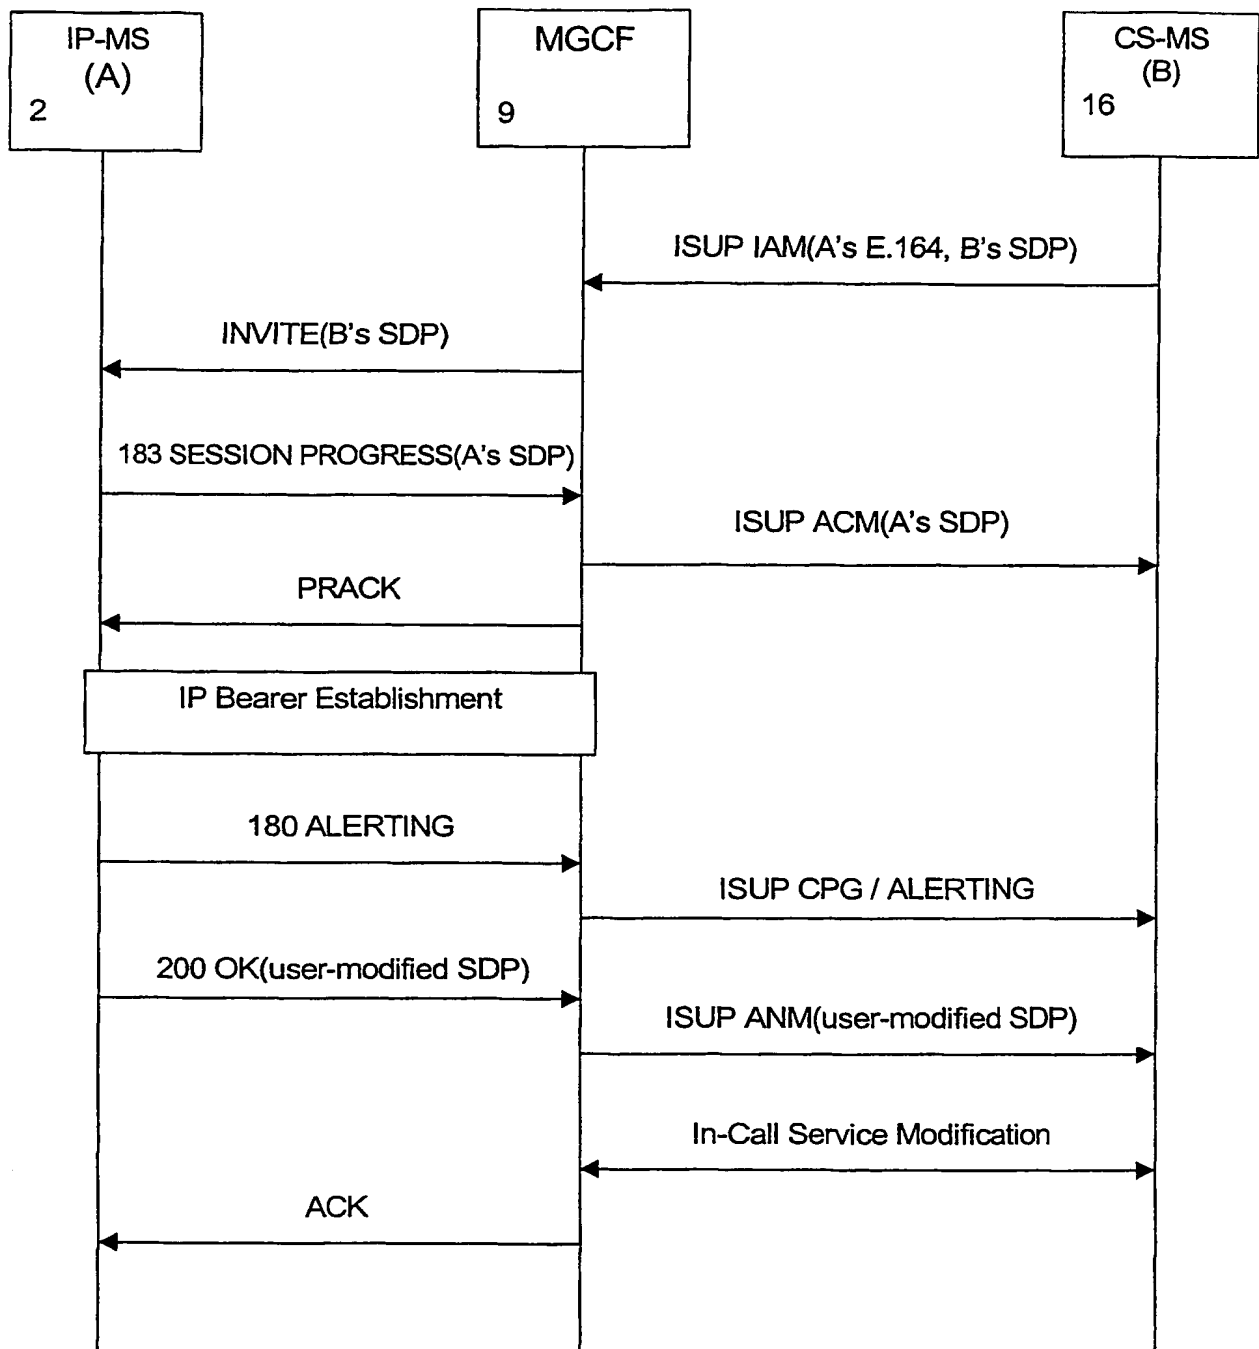 IP-MS
(A)
2
MGCF
9
CS-MS
(B)
16
ISUP IAM(A's E.164, B's SDP)
INVITE(B's SDP)
183 SESSION PROGRESS(A's SDP)
ISUP ACM(A's SDP)
PRACK
IP Bearer Establishment
180 ALERTING
ISUP CPG / ALERTING
200 OK(user-modified SDP)
ISUP ANM(user-modified SDP)
In-Call Service Modification
ACK